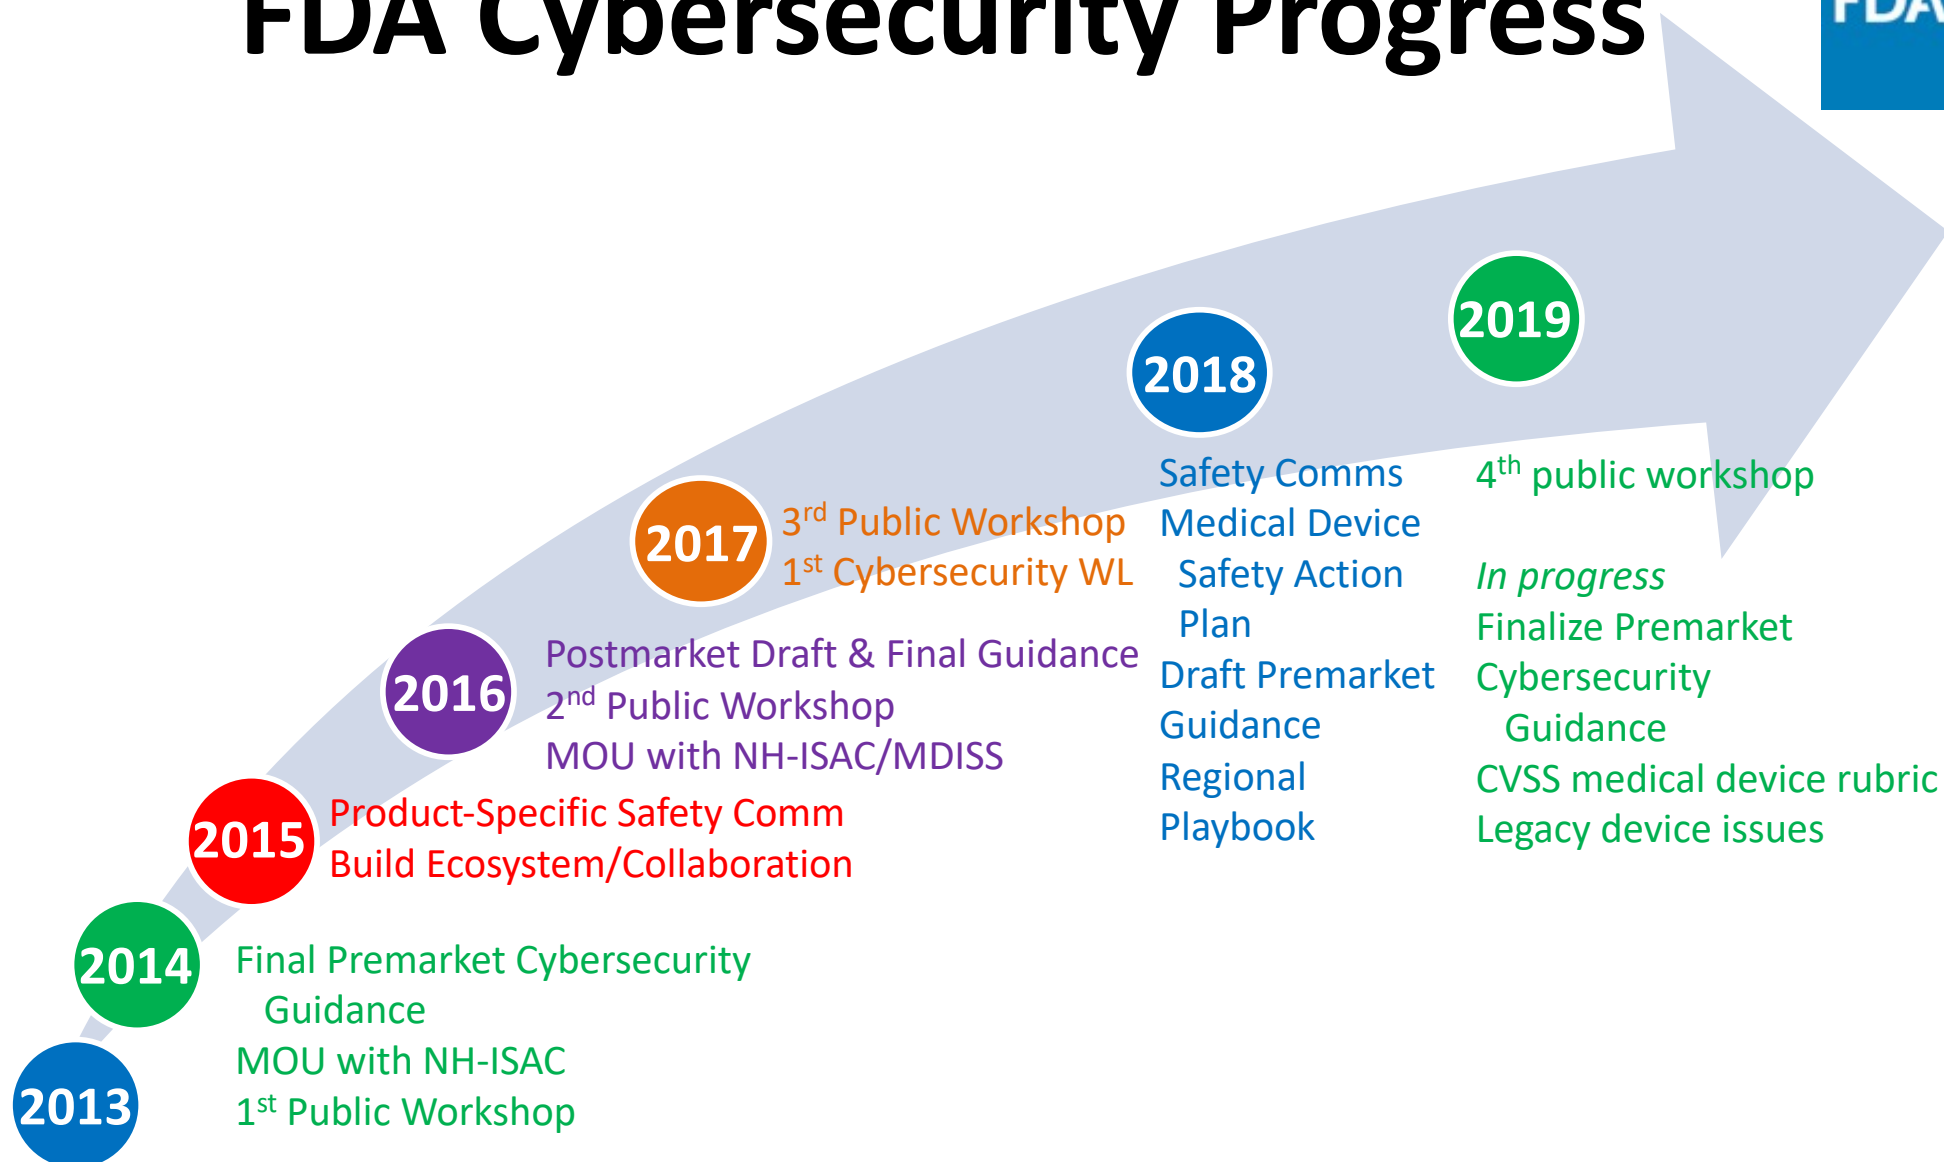 FDA Cybersecurity Progress
FDA
2019
2018
Safety Comms
Medical Device
Safety Action
Plan
Draft Premarket
Guidance
Regional
Playbook
4th public workshop
In progress
Finalize Premarket
Cybersecurity
Guidance
CVSS medical device rubric
Legacy device issues
2017
3rd Public Workshop
1st Cybersecurity WL
2016
Postmarket Draft & Final Guidance
2nd Public Workshop
MOU with NH-ISAC/MDISS
2015
Product-Specific Safety Comm
Build Ecosystem/Collaboration
2014
Final Premarket Cybersecurity
Guidance
MOU with NH-ISAC
1st Public Workshop
2013